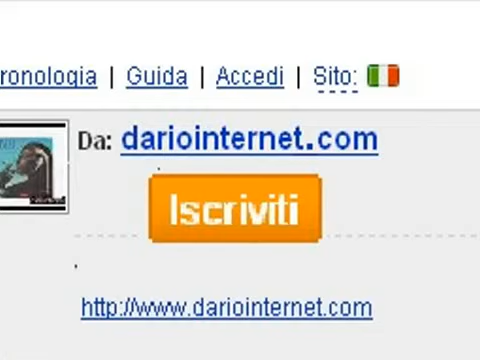 ronologia | Guida | Accedi | Sito:
Da: dariointernet.com
Iscriviti
http://www.dariointernet.com